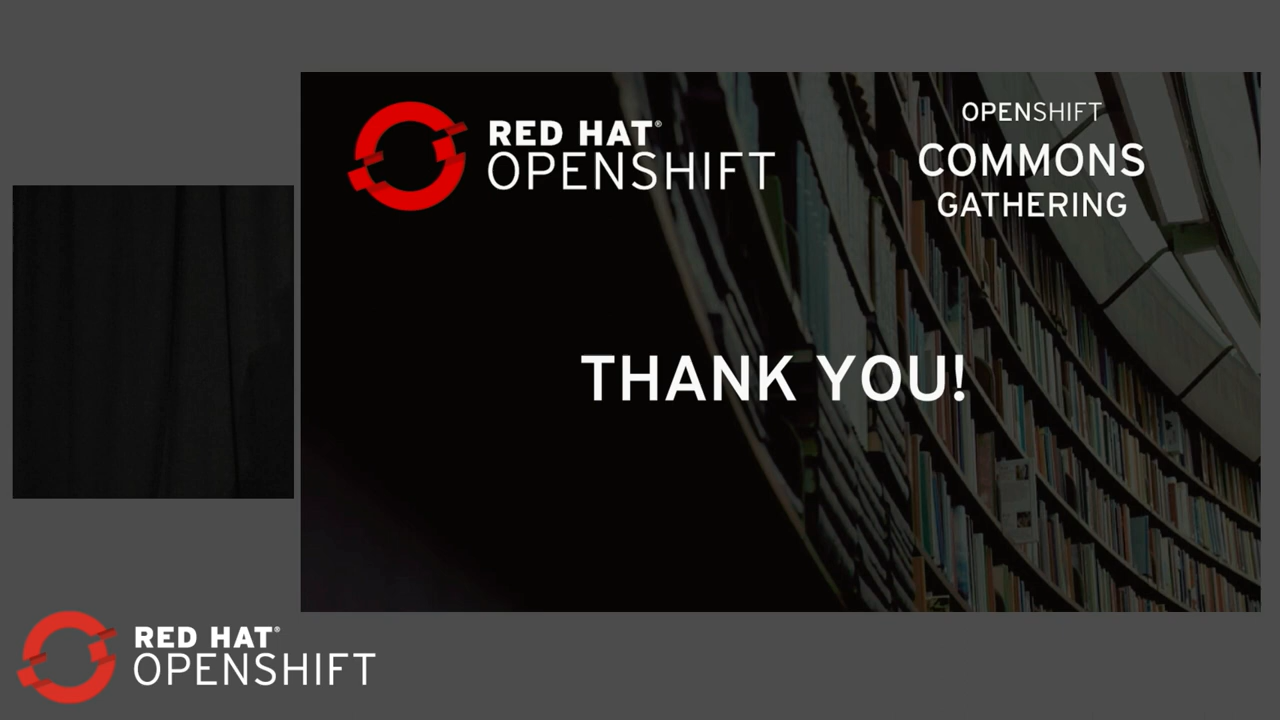 RED HAT®
OPENSHIFT
OPENSHIFT
COMMONS
GATHERING
THANK YOU!
RED HAT®
OPENSHIFT